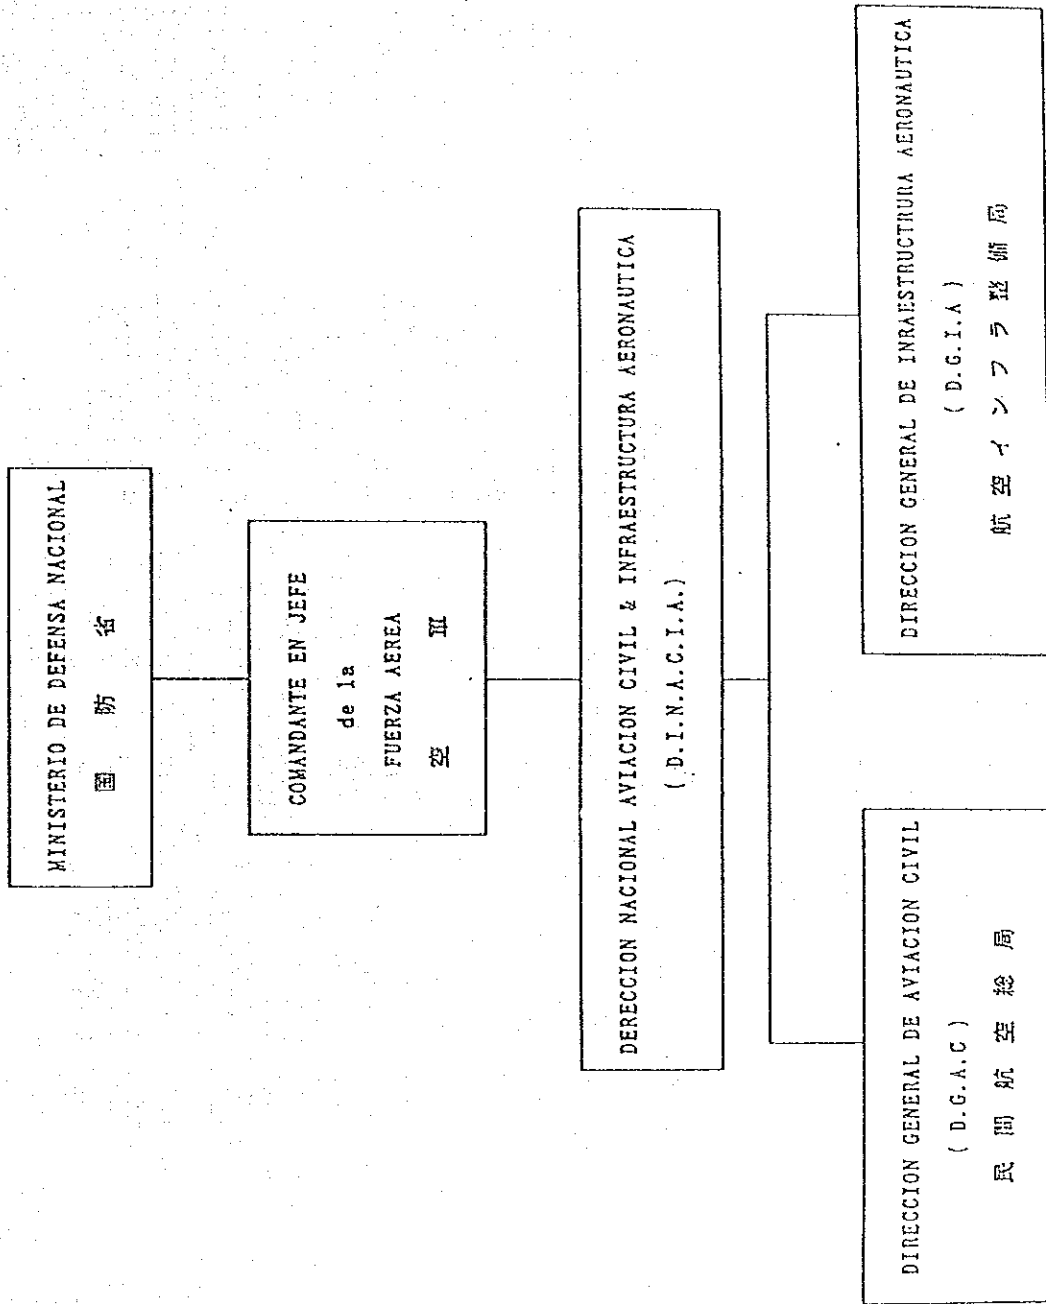 MINISTERIO DE DEFENSA NACIONAL
国防省
COMANDANTE EN JEFE
de la
FUERZA AEREA
空軍
DERECCION NACIONAL AVIACION CIVIL & INFRAESTRUCTURA AERONAUTICA
( D.I.N.A.C.I.A.)
DIRECCION GENERAL DE AVIACION CIVIL
( D.G.A.C )
民間航空総局
DIRECCION GENERAL DE INRAESTRUCTRURA AERONAUTICA
( D.G.I.A )
航空インフラ整備局